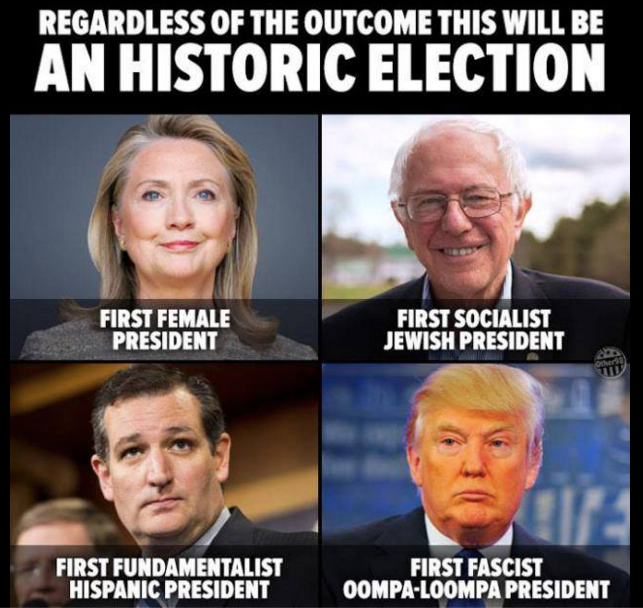 REGARDLESS OF THE OUTCOME THIS WILL BE
AN HISTORIC ELECTION
FIRST FEMALE
PRESIDENT
FIRST SOCIALIST
JEWISH PRESIDENT
Other98
FIRST FUNDAMENTALIST
HISPANIC PRESIDENT
FIRST FASCIST
OOMPA-LOOMPA PRESIDENT